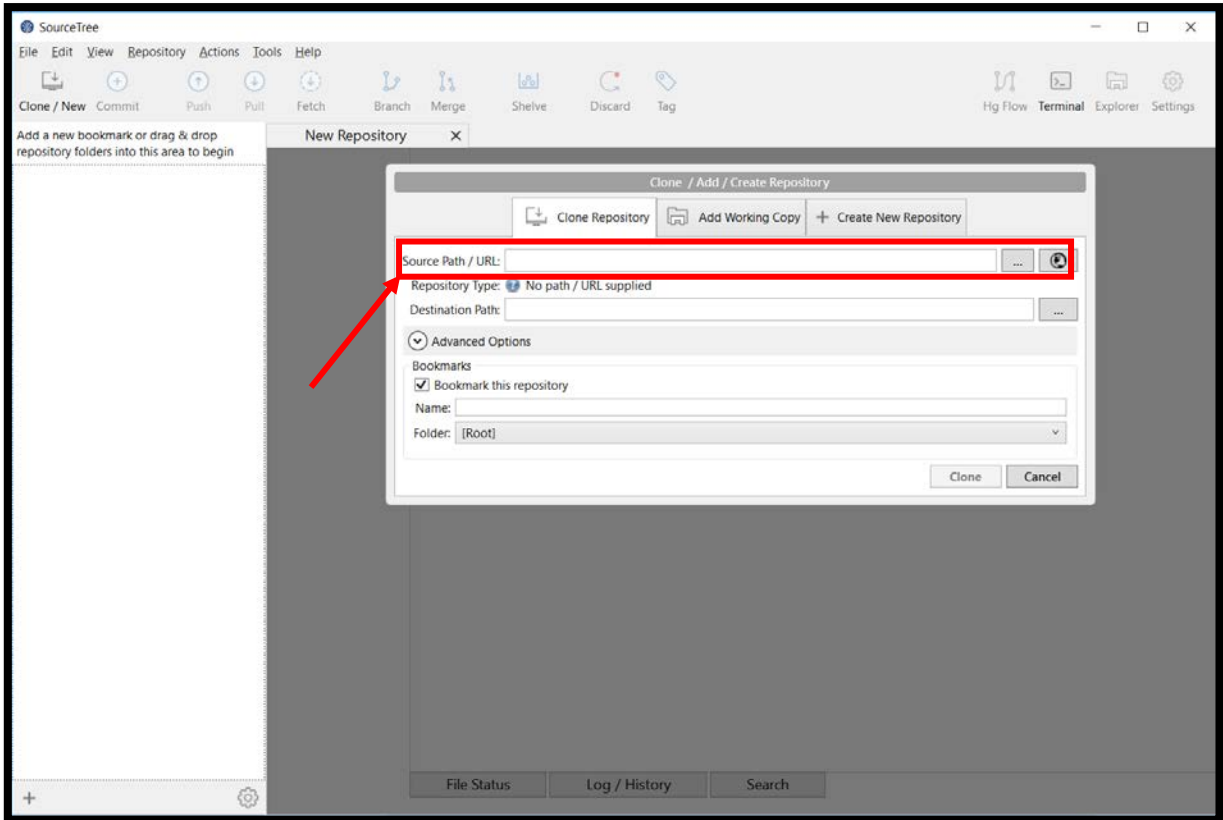 SourceTree
File Edit View Repository Actions Tools Help
Clone / New Commit Push Pull Fetch Branch Merge Shelve Discard Tag Hg Flow Terminal Explorer Settings
Add a new bookmark or drag & drop
repository folders into this area to begin
New Repository
Clone / Add / Create Repository
Clone Repository Add Working Copy + Create New Repository
Source Path / URL: ...
Repository Type: No path / URL supplied
Destination Path: ...
Advanced Options
Bookmarks
Bookmark this repository
Name:
Folder: [Root]
Clone Cancel
File Status Log / History Search